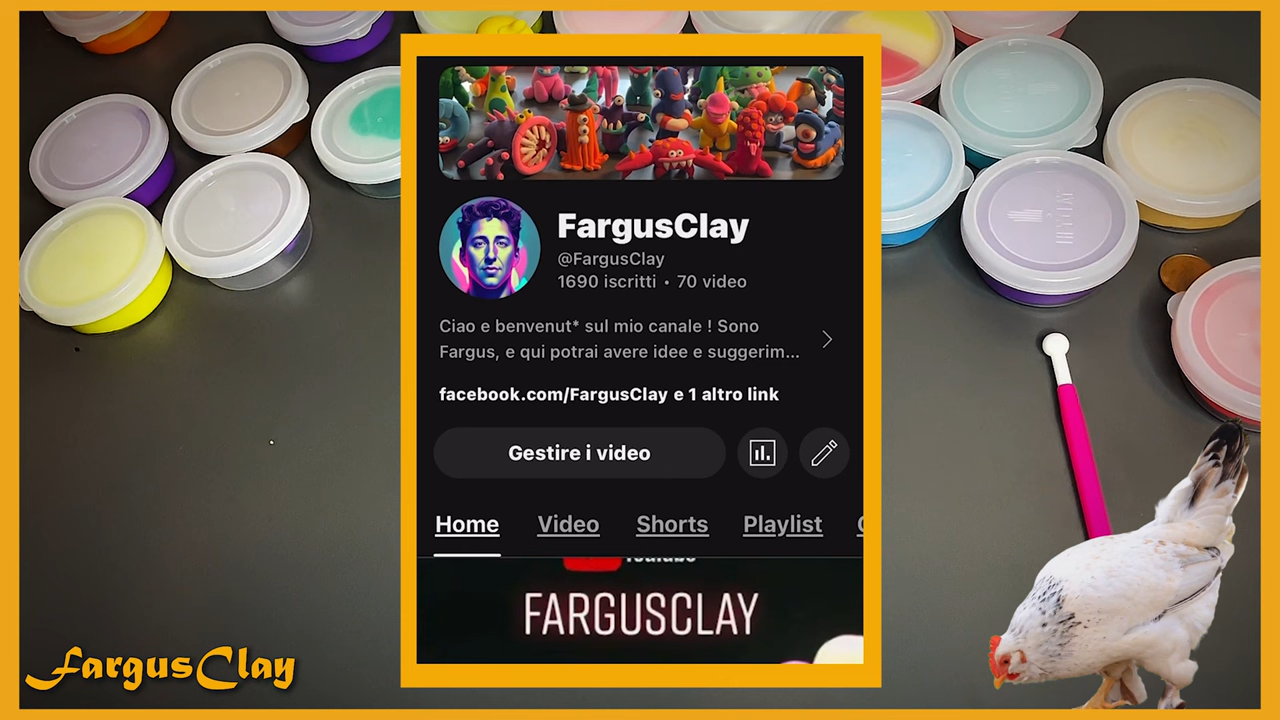 FargusClay
@FargusClay
1690 iscritti • 70 video
Ciao e benvenut* sul mio canale ! Sono
Fargus, e qui potrai avere idee e suggerim...
facebook.com/FargusClay e 1 altro link
Gestire i video
Home Video Shorts Playlist
YouTube
FARGUSCLAY
FargusClay